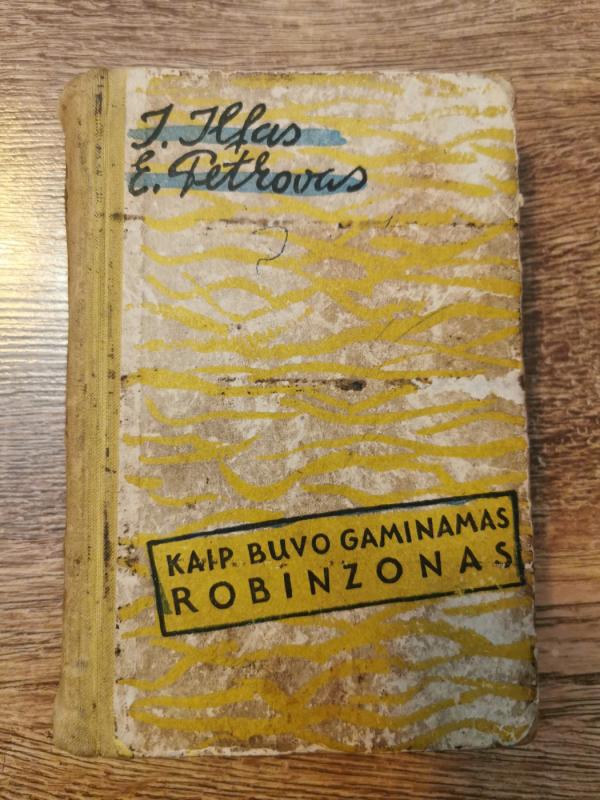 I. Ilfas
E. Petrovas
KAIP BUVO GAMINAMAS
ROBINZONAS